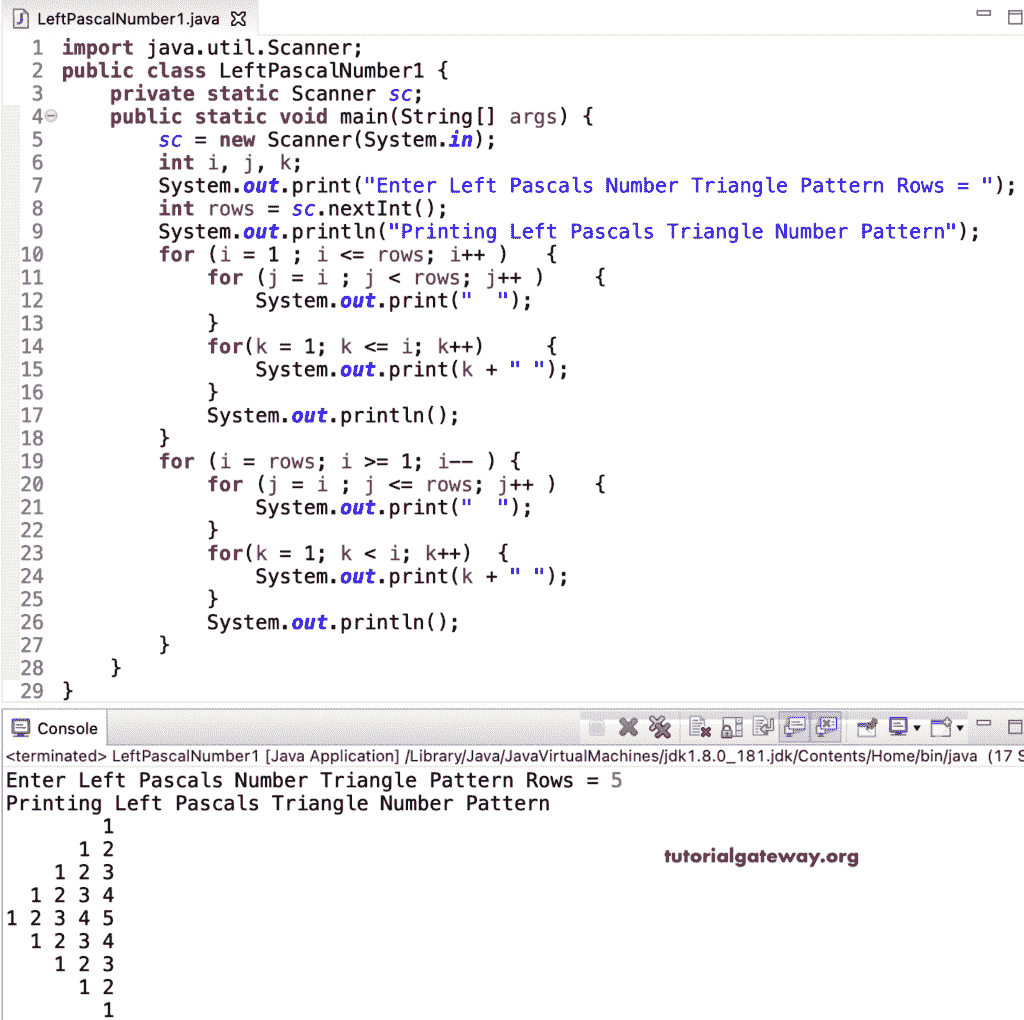 LeftPascalNumber1.java
1 import java.util.Scanner;
2 public class LeftPascalNumber1 {
3     private static Scanner sc;
4     public static void main(String[] args) {
5         sc = new Scanner(System.in);
6         int i, j, k;
7         System.out.print("Enter Left Pascals Number Triangle Pattern Rows = ");
8         int rows = sc.nextInt();
9         System.out.println("Printing Left Pascals Triangle Number Pattern");
10         for (i = 1 ; i <= rows; i++ )   {
11             for (j = i ; j < rows; j++ )    {
12                 System.out.print("  ");
13             }
14             for(k = 1; k <= i; k++)     {
15                 System.out.print(k + " ");
16             }
17             System.out.println();
18         }
19         for (i = rows; i >= 1; i-- ) {
20             for (j = i ; j <= rows; j++ )   {
21                 System.out.print("  ");
22             }
23             for(k = 1; k < i; k++)  {
24                 System.out.print(k + " ");
25             }
26             System.out.println();
27         }
28     }
29 }
Console
<terminated> LeftPascalNumber1 [Java Application] /Library/Java/JavaVirtualMachines/jdk1.8.0_181.jdk/Contents/Home/bin/java (17 S
Enter Left Pascals Number Triangle Pattern Rows = 5
Printing Left Pascals Triangle Number Pattern
        1
      1 2
    1 2 3
tutorialgateway.org
  1 2 3 4
1 2 3 4 5
  1 2 3 4
    1 2 3
      1 2
        1